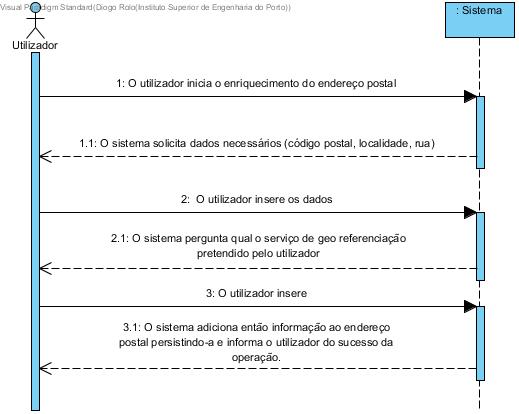 Visual Paradigm Standard(Diogo Rolo(Instituto Superior de Engenharia do Porto))
: Sistema
Utilizador
1: O utilizador inicia o enriquecimento do endereço postal
1.1: O sistema solicita dados necessários (código postal, localidade, rua)
2:  O utilizador insere os dados
2.1: O sistema pergunta qual o serviço de geo referenciação
pretendido pelo utilizador
3: O utilizador insere
3.1: O sistema adiciona então informação ao endereço
postal persistindo-a e informa o utilizador do sucesso da
operação.